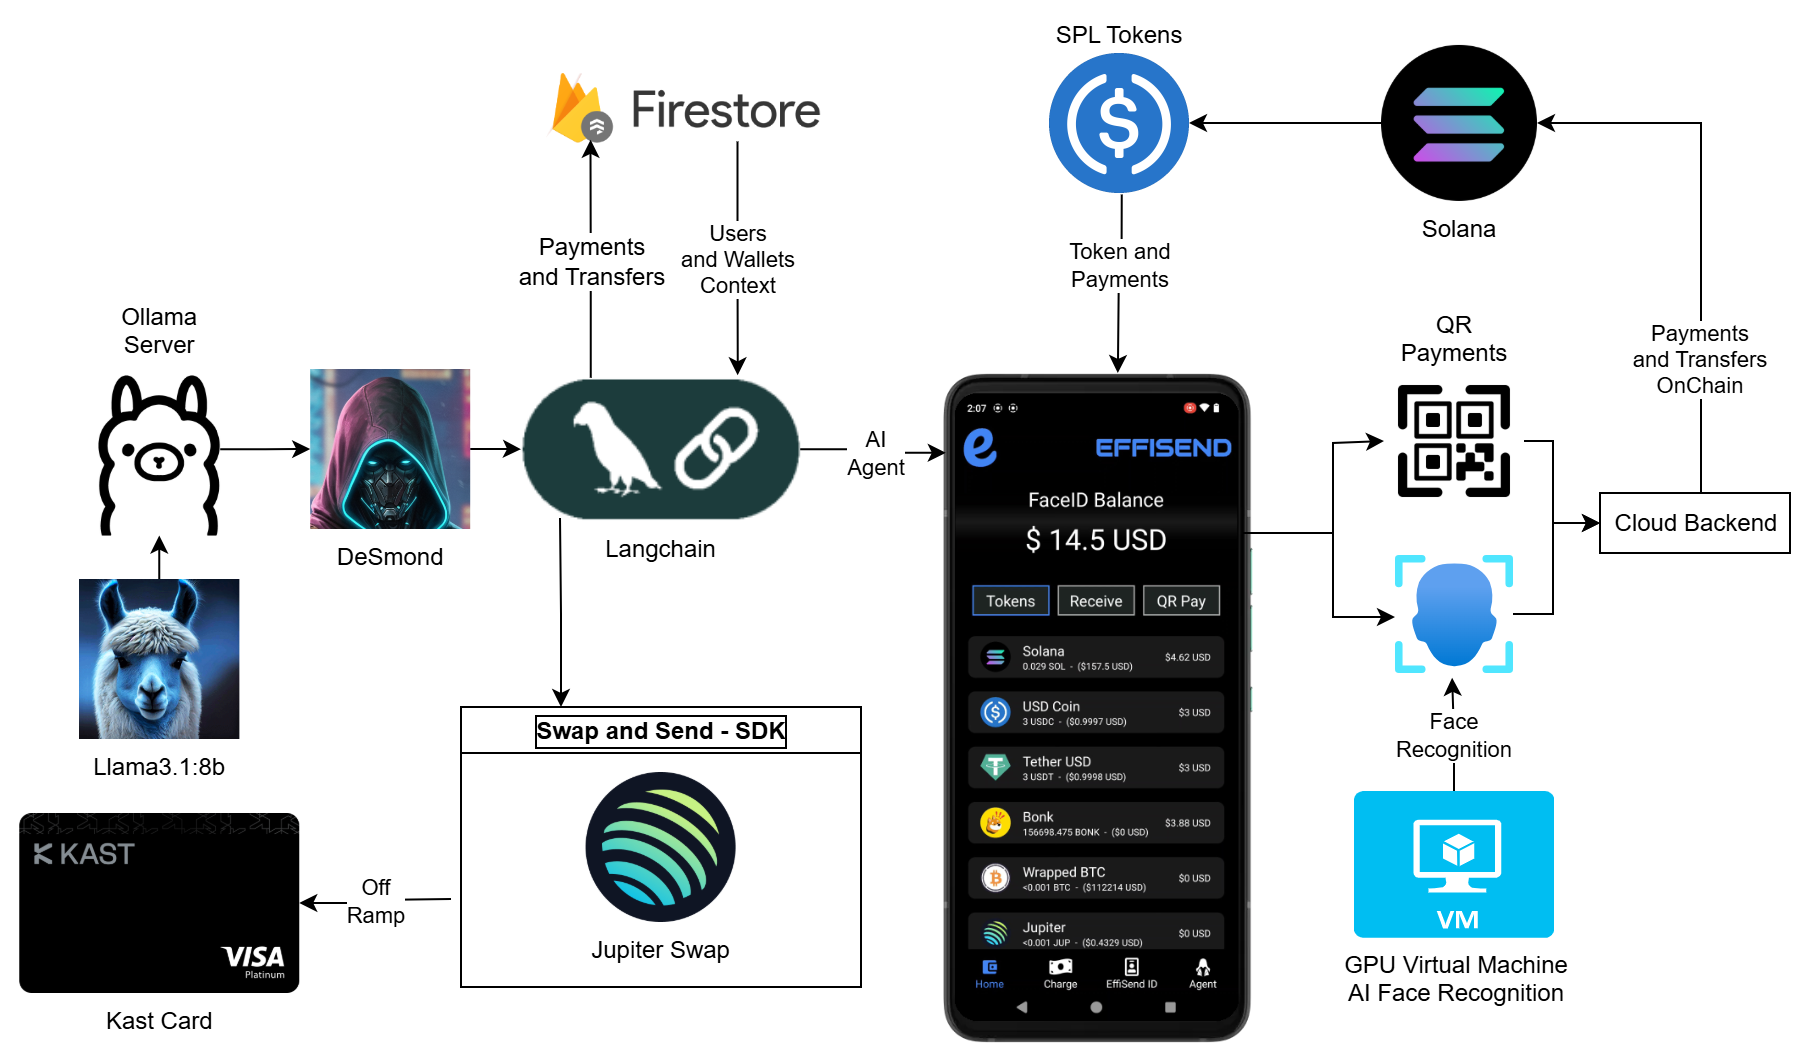 SPL Tokens
Firestore
Solana
Payments
and Transfers
Users
and Wallets
Context
Token and
Payments
Ollama
Server
QR
Payments
Payments
and Transfers
OnChain
DeSmond
Langchain
AI
Agent
2:07
e
EFFISEND
FaceID Balance
$ 14.5 USD
Tokens
Receive
QR Pay
Solana
0.029 SOL - ($157.5 USD)
$4.62 USD
USD Coin
3 USDC - ($0.9997 USD)
$3 USD
Tether USD
3 USDT - ($0.9998 USD)
$3 USD
Bonk
156698.475 BONK - ($0 USD)
$3.88 USD
Wrapped BTC
<0.001 BTC - ($112214 USD)
$0 USD
Jupiter
<0.001 JUP - ($0.4329 USD)
$0 USD
Home
Charge
EffiSend ID
Agent
Cloud Backend
Face
Recognition
VM
GPU Virtual Machine
AI Face Recognition
Llama3.1:8b
Swap and Send - SDK
Jupiter Swap
Off
Ramp
KAST
VISA
Platinum
Kast Card